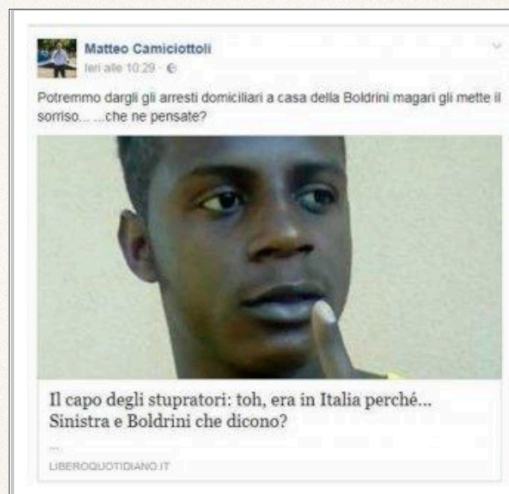 Matteo Camiciottoli
Ieri alle 10:29 ·
Potremmo dargli gli arresti domiciliari a casa della Boldrini magari gli mette il
sorriso... ...che ne pensate?
Il capo degli stupratori: toh, era in Italia perché...
Sinistra e Boldrini che dicono?
...
LIBEROQUOTIDIANO.IT